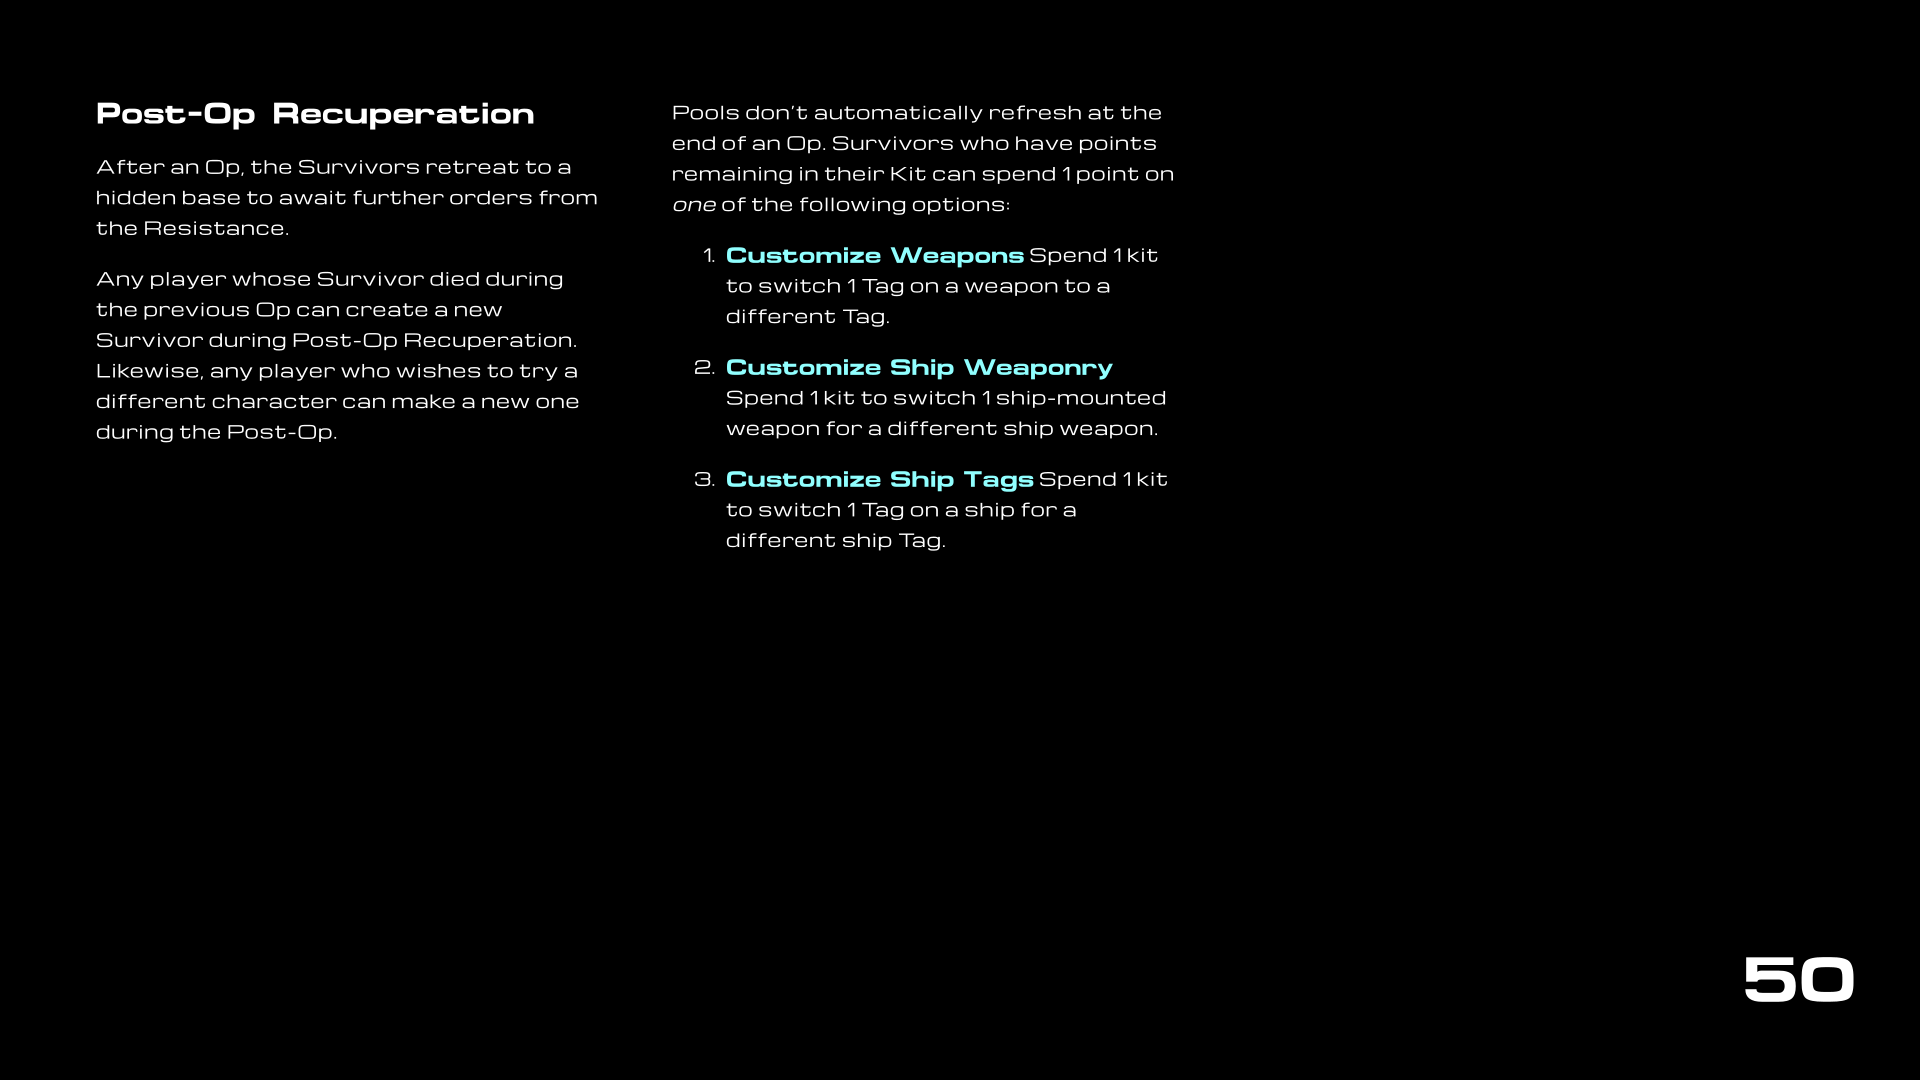 Post-Op Recuperation
After an Op, the Survivors retreat to a
hidden base to await further orders from
the Resistance.
Any player whose Survivor died during
the previous Op can create a new
Survivor during Post-Op Recuperation.
Likewise, any player who wishes to try a
different character can make a new one
during the Post-Op.
Pools don’t automatically refresh at the
end of an Op. Survivors who have points
remaining in their Kit can spend 1 point on
one of the following options:
1. Customize Weapons Spend 1 kit
to switch 1 Tag on a weapon to a
different Tag.
2. Customize Ship Weaponry
Spend 1 kit to switch 1 ship-mounted
weapon for a different ship weapon.
3. Customize Ship Tags Spend 1 kit
to switch 1 Tag on a ship for a
different ship Tag.
50